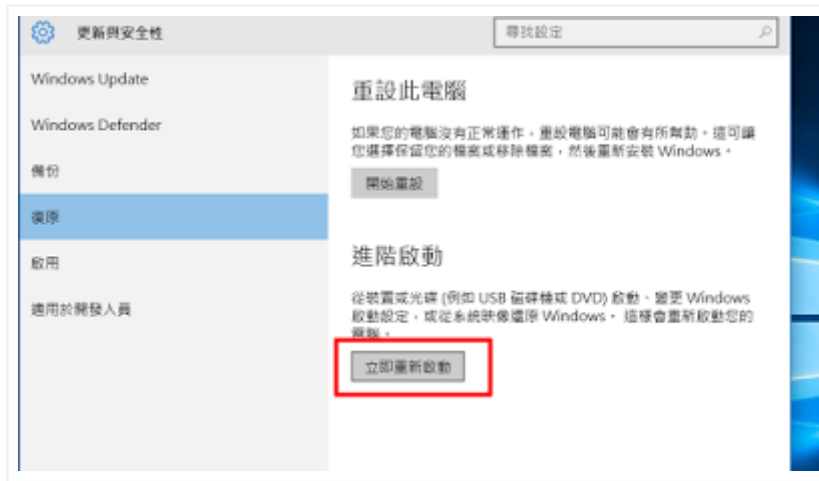 更新與安全性
尋找設定
Windows Update
Windows Defender
備份
復原
啟用
適用於開發人員
重設此電腦
如果您的電腦沒有正常運作，重設電腦可能會有所幫助。這可讓
您選擇保留您的檔案或移除檔案，然後重新安裝 Windows。
開始重設
進階啟動
從裝置或光碟 (例如 USB 磁碟機或 DVD) 啟動、變更 Windows
啟動設定，或從系統映像還原 Windows。 這樣會重新啟動您的
電腦。
立即重新啟動